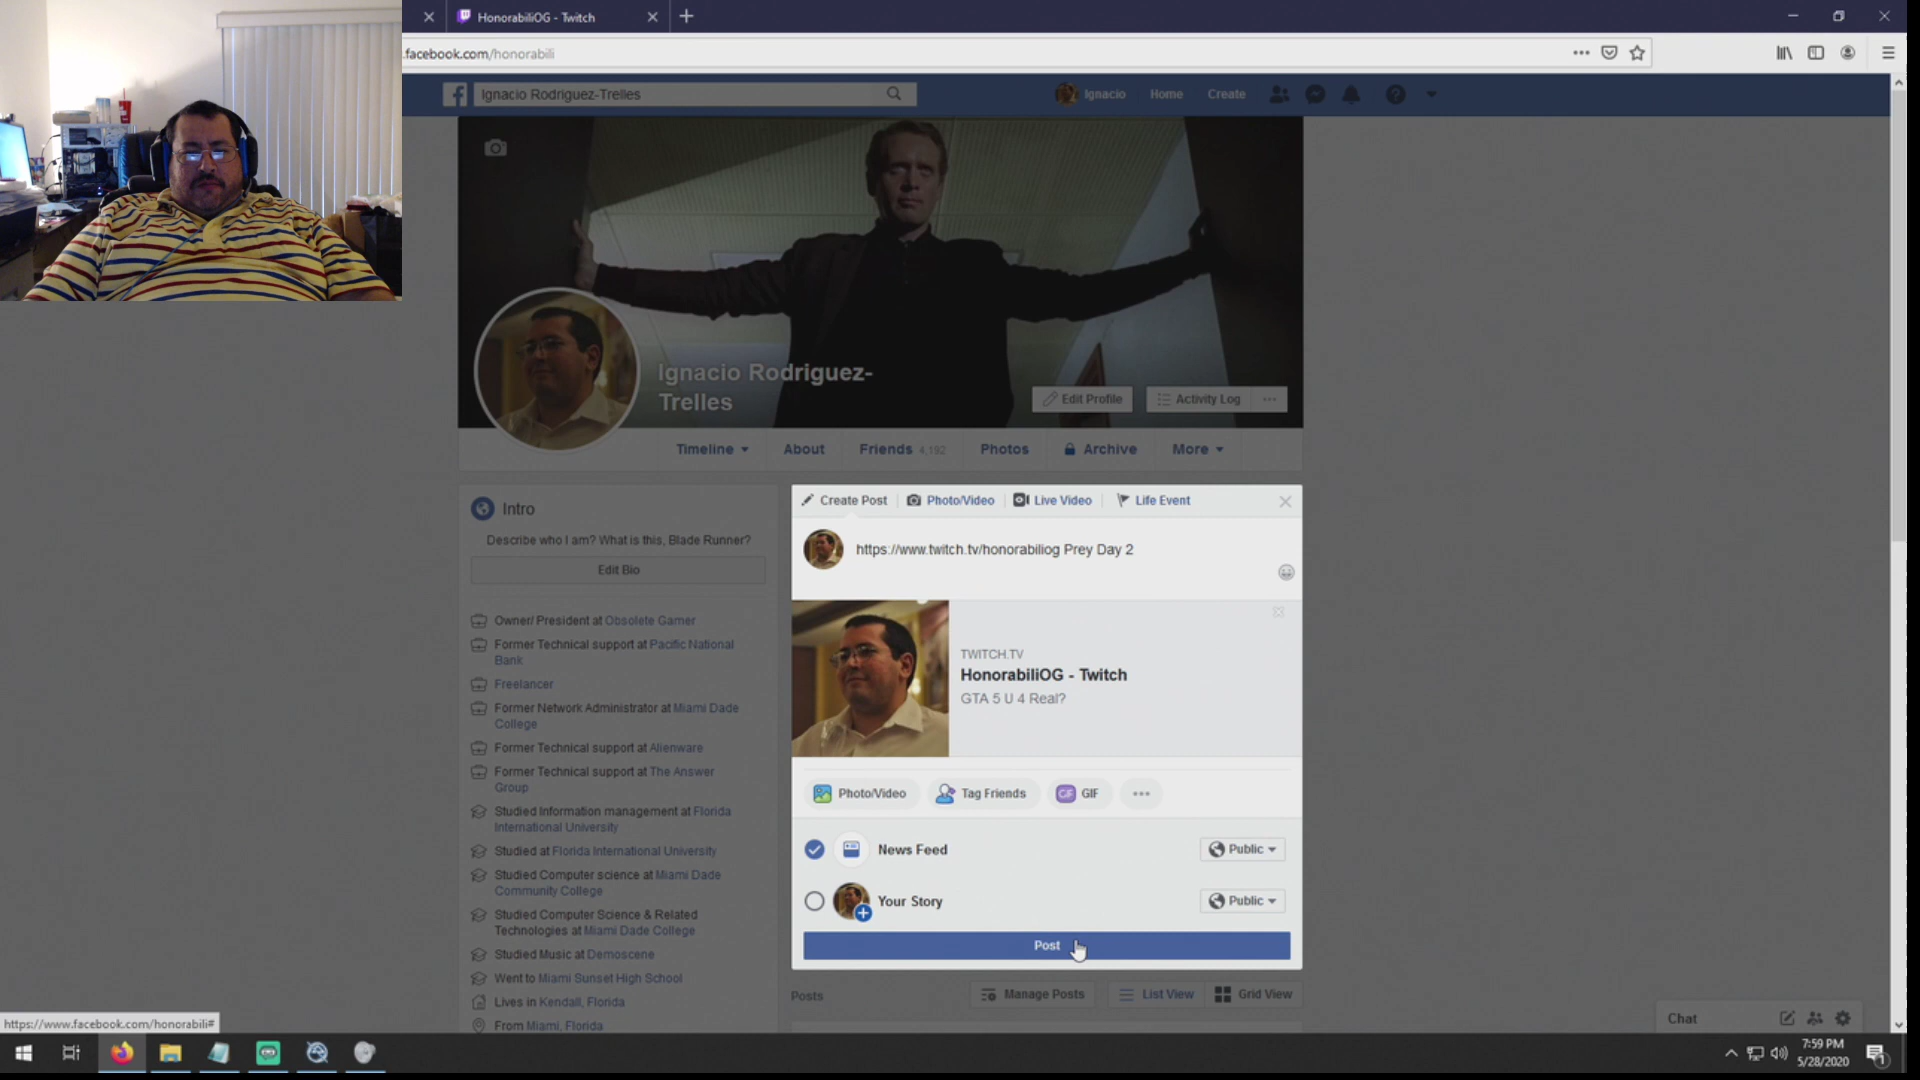 HonorabiliOG - Twitch
.facebook.com/honorabili
Ignacio Rodriguez-Trelles
Ignacio
Home
Create
Ignacio Rodriguez-
Trelles
Edit Profile
Activity Log
Timeline
About
Friends 4,192
Photos
Archive
More
Intro
Describe who I am? What is this, Blade Runner?
Edit Bio
Owner/ President at Obsolete Gamer
Former Technical support at Pacific National
Bank
Freelancer
Former Network Administrator at Miami Dade
College
Former Technical support at Alienware
Former Technical support at The Answer
Group
Studied Information management at Florida
International University
Studied at Florida International University
Studied Computer science at Miami Dade
Community College
Studied Computer Science & Related
Technologies at Miami Dade College
Studied Music at Demoscene
Went to Miami Sunset High School
Lives in Kendall, Florida
From Miami, Florida
Create Post
Photo/Video
Live Video
Life Event
https://www.twitch.tv/honorabiliog Prey Day 2
TWITCH.TV
HonorabiliOG - Twitch
GTA 5 U 4 Real?
Photo/Video
Tag Friends
GIF
GIF
News Feed
Public
Your Story
Public
Post
Posts
Manage Posts
List View
Grid View
Chat
https://www.facebook.com/honorabili#
7:59 PM
5/28/2020
1